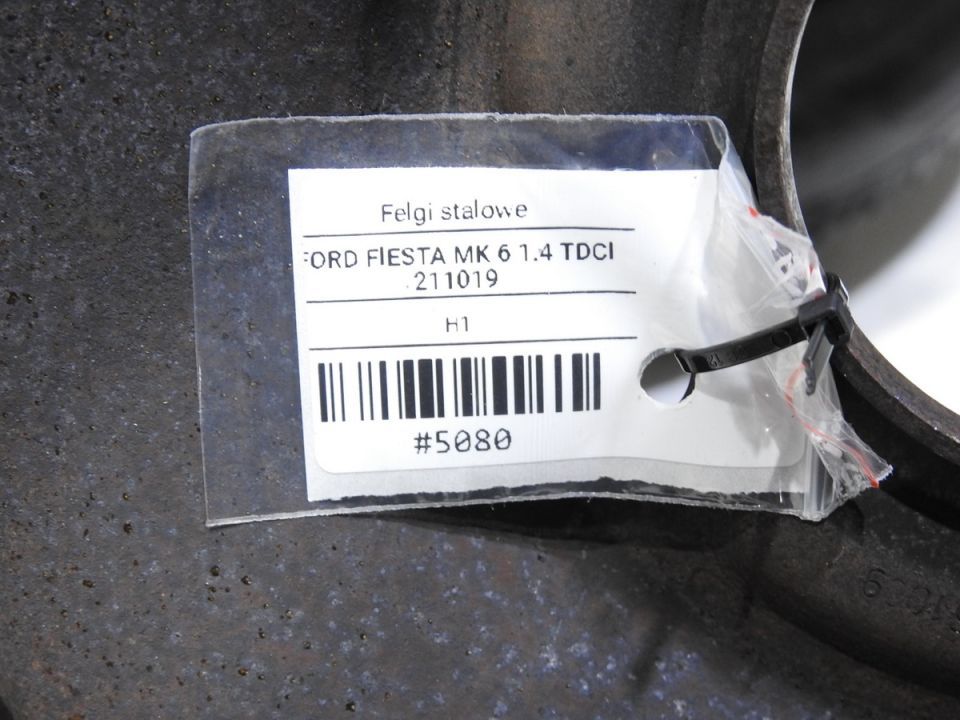 Felgi stalowe
FORD FIESTA MK 6 1.4 TDCI
211019
H1
#5080